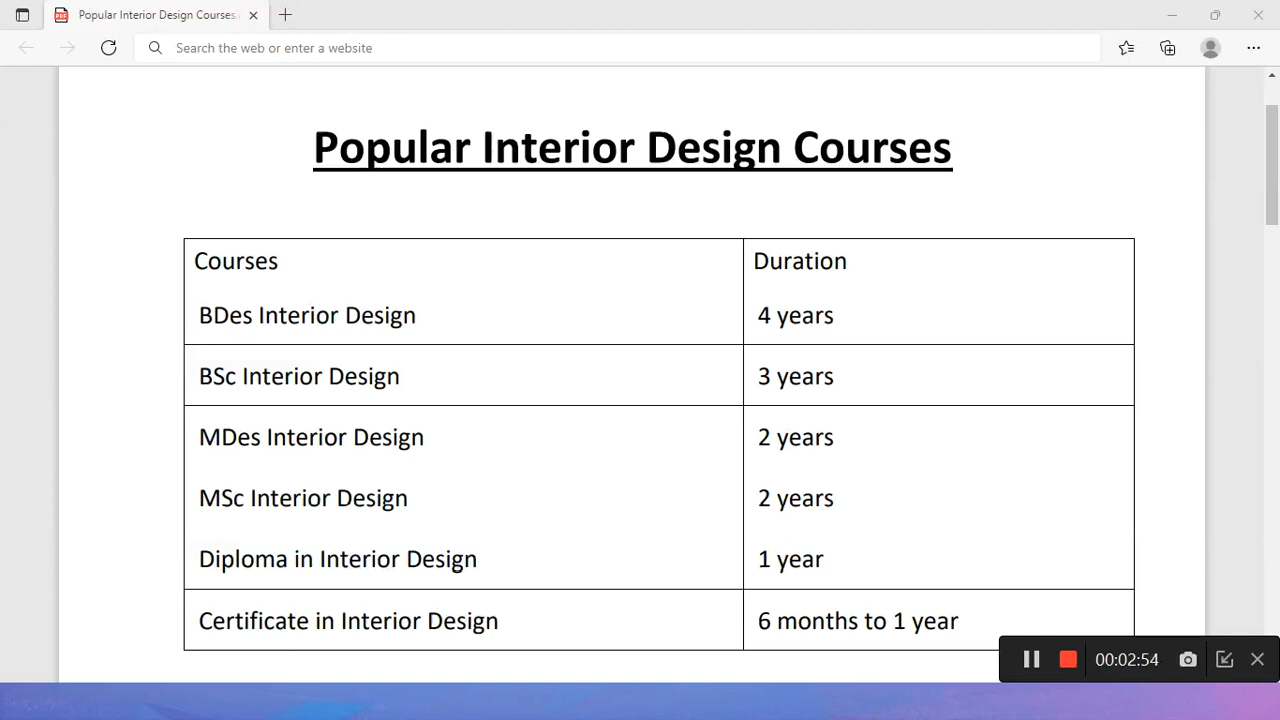 Popular Interior Design Courses.
Search the web or enter a website
Popular Interior Design Courses
Courses Duration
BDes Interior Design 4 years
BSc Interior Design 3 years
MDes Interior Design 2 years
MSc Interior Design 2 years
Diploma in Interior Design 1 year
Certificate in Interior Design 6 months to 1 year
00:02:54